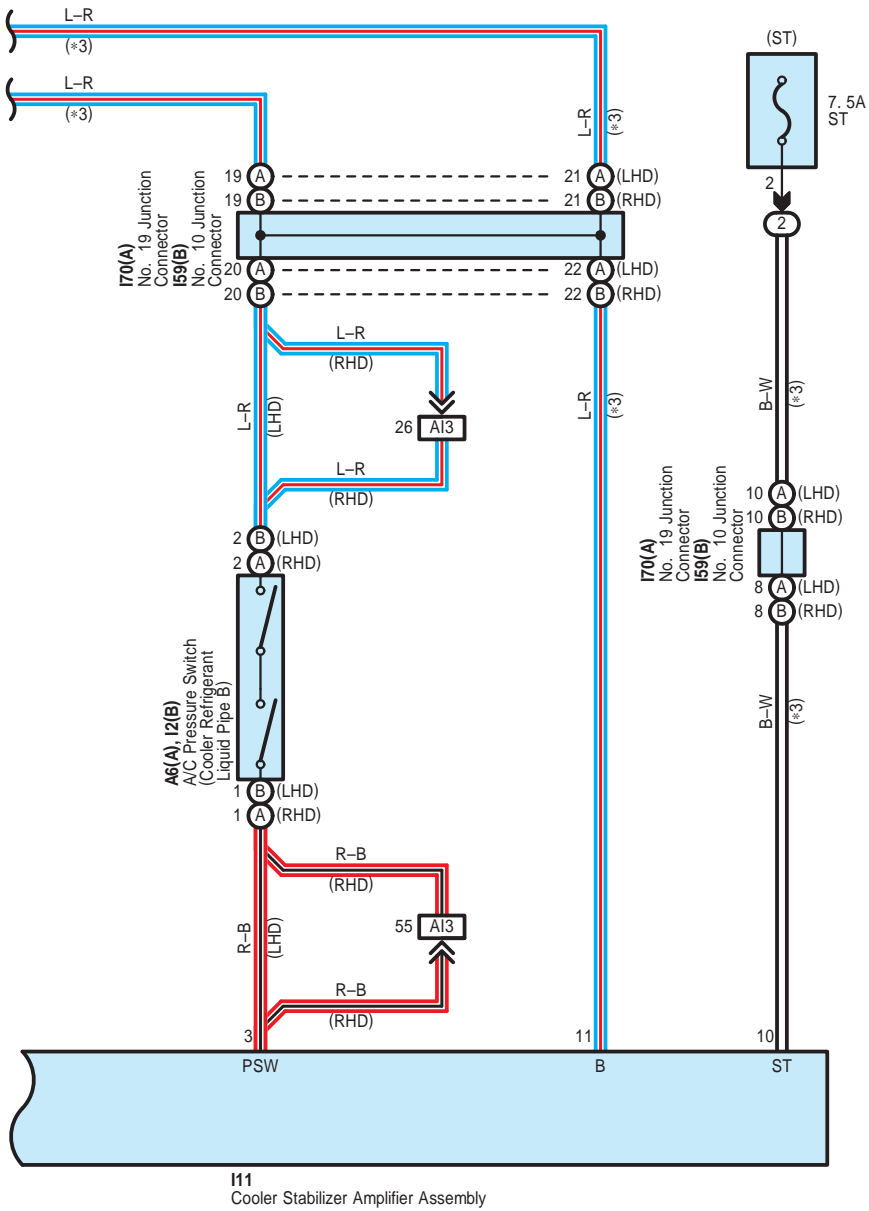 L–R
(*3)
L–R
(*3)
L–R
(*3)
(ST)
7. 5A
ST
2
2
19 A
21 A (LHD)
19 B
21 B (RHD)
I70(A)
No. 19 Junction
Connector
I59(B)
No. 10 Junction
Connector
20 A
22 A (LHD)
20 B
22 B (RHD)
L–R
(RHD)
L–R
(LHD)
26 AI3
L–R
(RHD)
L–R
(*3)
B–W
(*3)
2 B (LHD)
2 A (RHD)
10 A (LHD)
10 B (RHD)
I70(A)
No. 19 Junction
Connector
I59(B)
No. 10 Junction
Connector
8 A (LHD)
8 B (RHD)
A6(A), I2(B)
A/C Pressure Switch
(Cooler Refrigerant
Liquid Pipe B)
B–W
(*3)
1 B (LHD)
1 A (RHD)
R–B
(RHD)
R–B
(LHD)
55 AI3
R–B
(RHD)
3
11
10
PSW
B
ST
I11
Cooler Stabilizer Amplifier Assembly